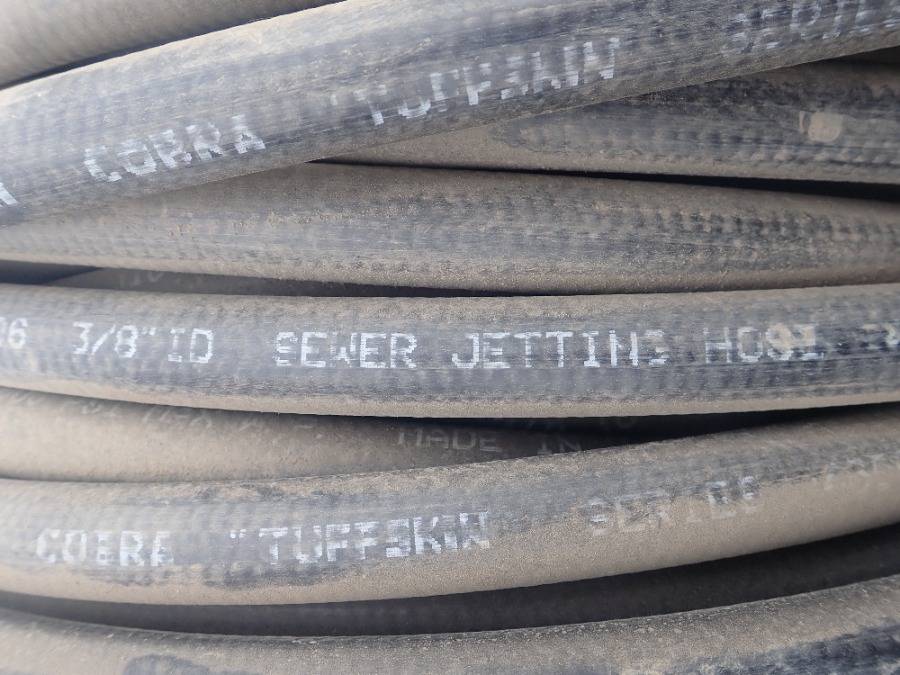 COBRA "TUFFSKIN SERIES
3/8" ID SEWER JETTING HOSE
MADE IN
COBRA "TUFFSKIN SERIES